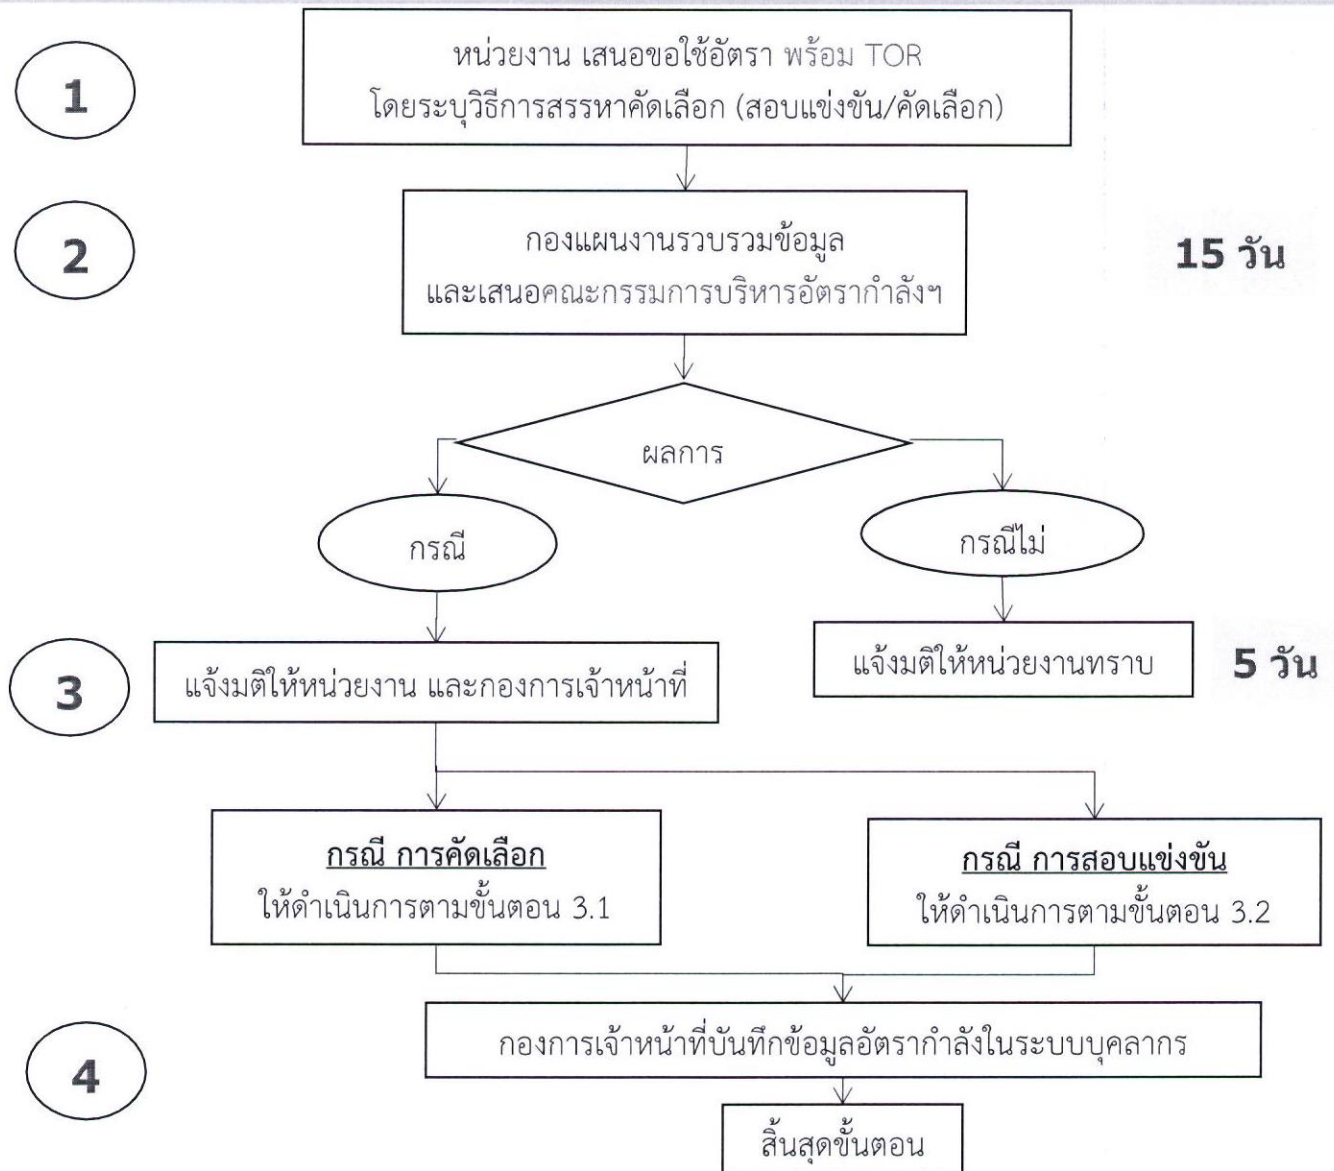 1
หน่วยงาน เสนอขอใช้อัตรา พร้อม TOR
โดยระบุวิธีการสรรหาคัดเลือก (สอบแข่งขัน/คัดเลือก)
2
กองแผนงานรวบรวมข้อมูล
และเสนอคณะกรรมการบริหารอัตรากำลังฯ
15 วัน
ผลการ
กรณี
กรณีไม่
3
แจ้งมติให้หน่วยงาน และกองการเจ้าหน้าที่
แจ้งมติให้หน่วยงานทราบ
5 วัน
กรณี การคัดเลือก
ให้ดำเนินการตามขั้นตอน 3.1
กรณี การสอบแข่งขัน
ให้ดำเนินการตามขั้นตอน 3.2
4
กองการเจ้าหน้าที่บันทึกข้อมูลอัตรากำลังในระบบบุคลากร
สิ้นสุดขั้นตอน